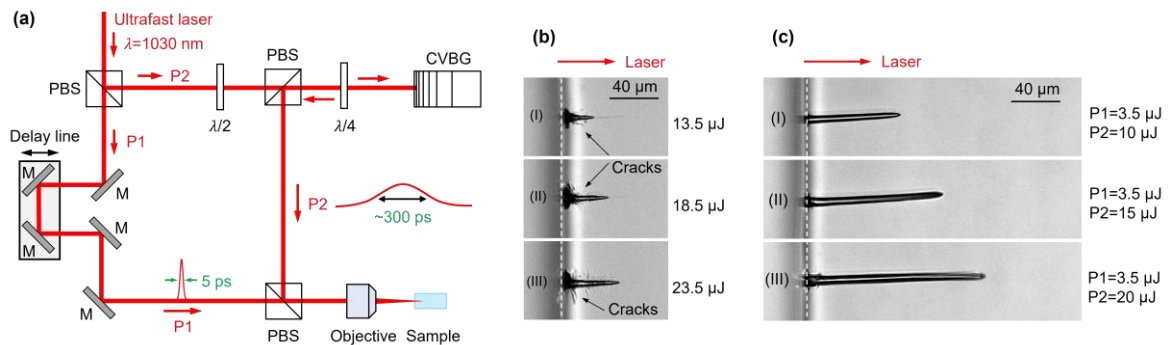 (a)
Ultrafast laser
λ=1030 nm
PBS
P2
PBS
CVBG
λ/2
λ/4
Delay line
P1
M
M
M
M
M
P2
~300 ps
5 ps
P1
PBS
Objective
Sample
(b)
Laser
40 μm
(I)
13.5 μJ
Cracks
(II)
18.5 μJ
(III)
23.5 μJ
Cracks
(c)
Laser
40 μm
(I)
P1=3.5 μJ
P2=10 μJ
(II)
P1=3.5 μJ
P2=15 μJ
(III)
P1=3.5 μJ
P2=20 μJ